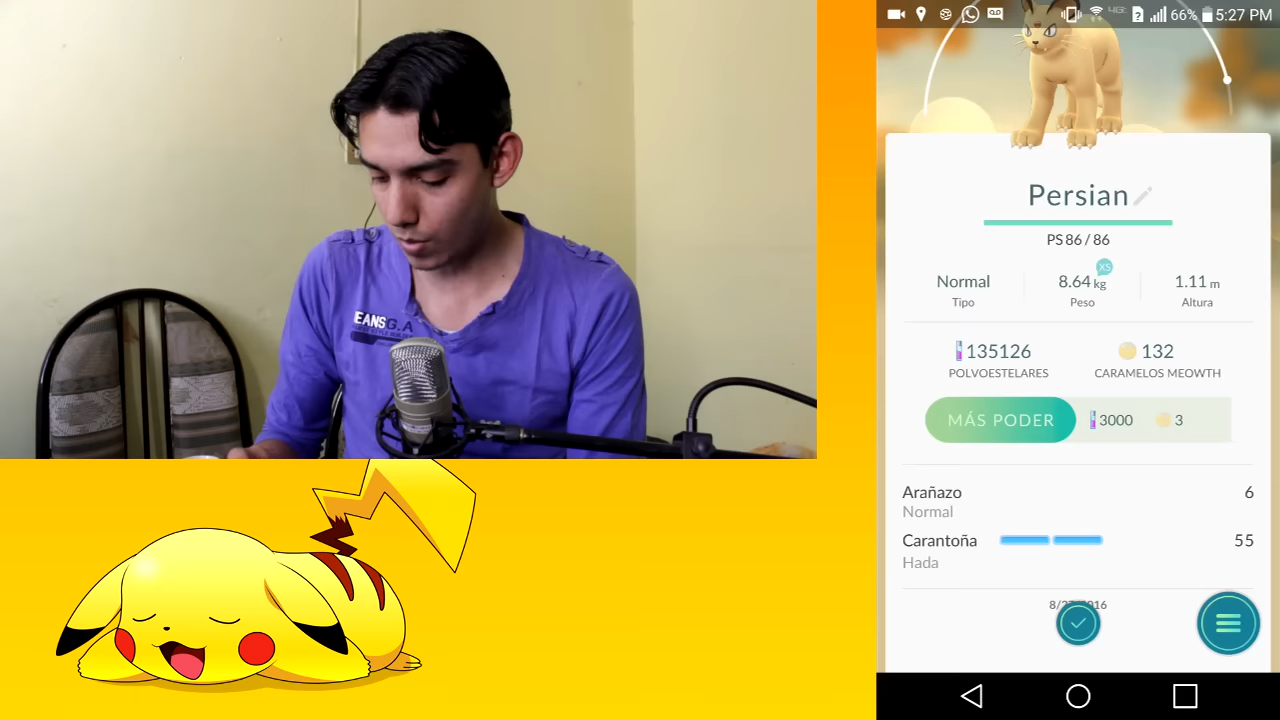 66% 5:27 PM
Persian
PS 86 / 86
XS
Normal 8.64 kg 1.11 m
Tipo Peso Altura
135126 132
POLVOESTELARES CARAMELOS MEOWTH
MÁS PODER 3000 3
Arañazo 6
Normal
Carantoña 55
Hada
EANS G.A